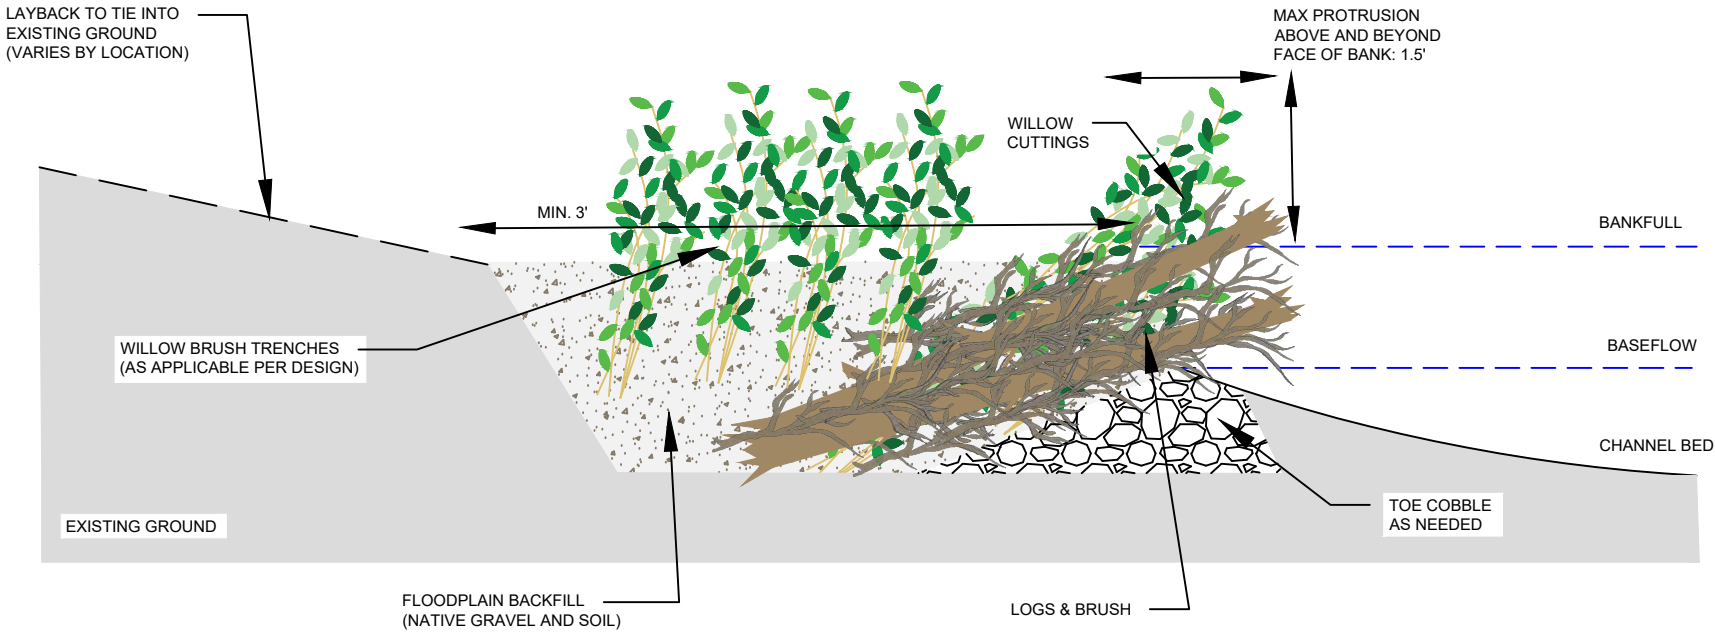 LAYBACK TO TIE INTO
EXISTING GROUND
(VARIES BY LOCATION)
MAX PROTRUSION
ABOVE AND BEYOND
FACE OF BANK: 1.5'
WILLOW
CUTTINGS
MIN. 3'
BANKFULL
WILLOW BRUSH TRENCHES
(AS APPLICABLE PER DESIGN)
BASEFLOW
CHANNEL BED
TOE COBBLE
AS NEEDED
EXISTING GROUND
FLOODPLAIN BACKFILL
(NATIVE GRAVEL AND SOIL)
LOGS & BRUSH